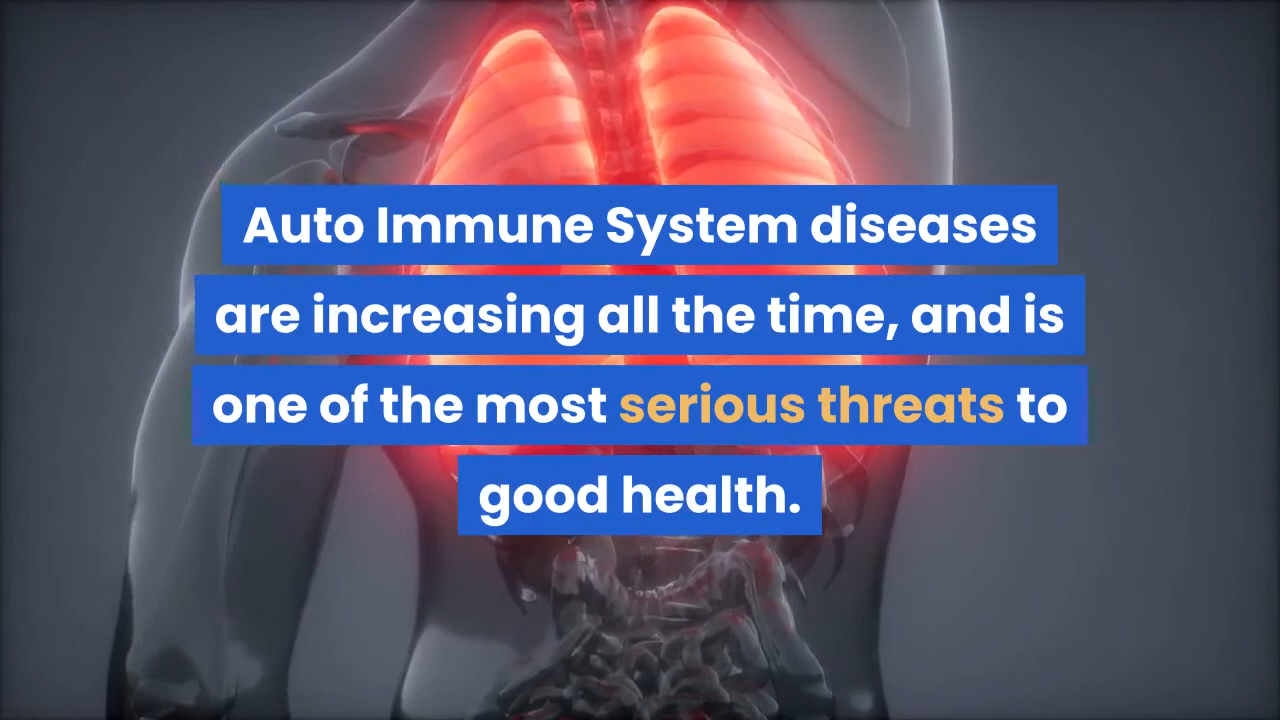 Auto Immune System diseases
are increasing all the time, and is
one of the most serious threats to
good health.